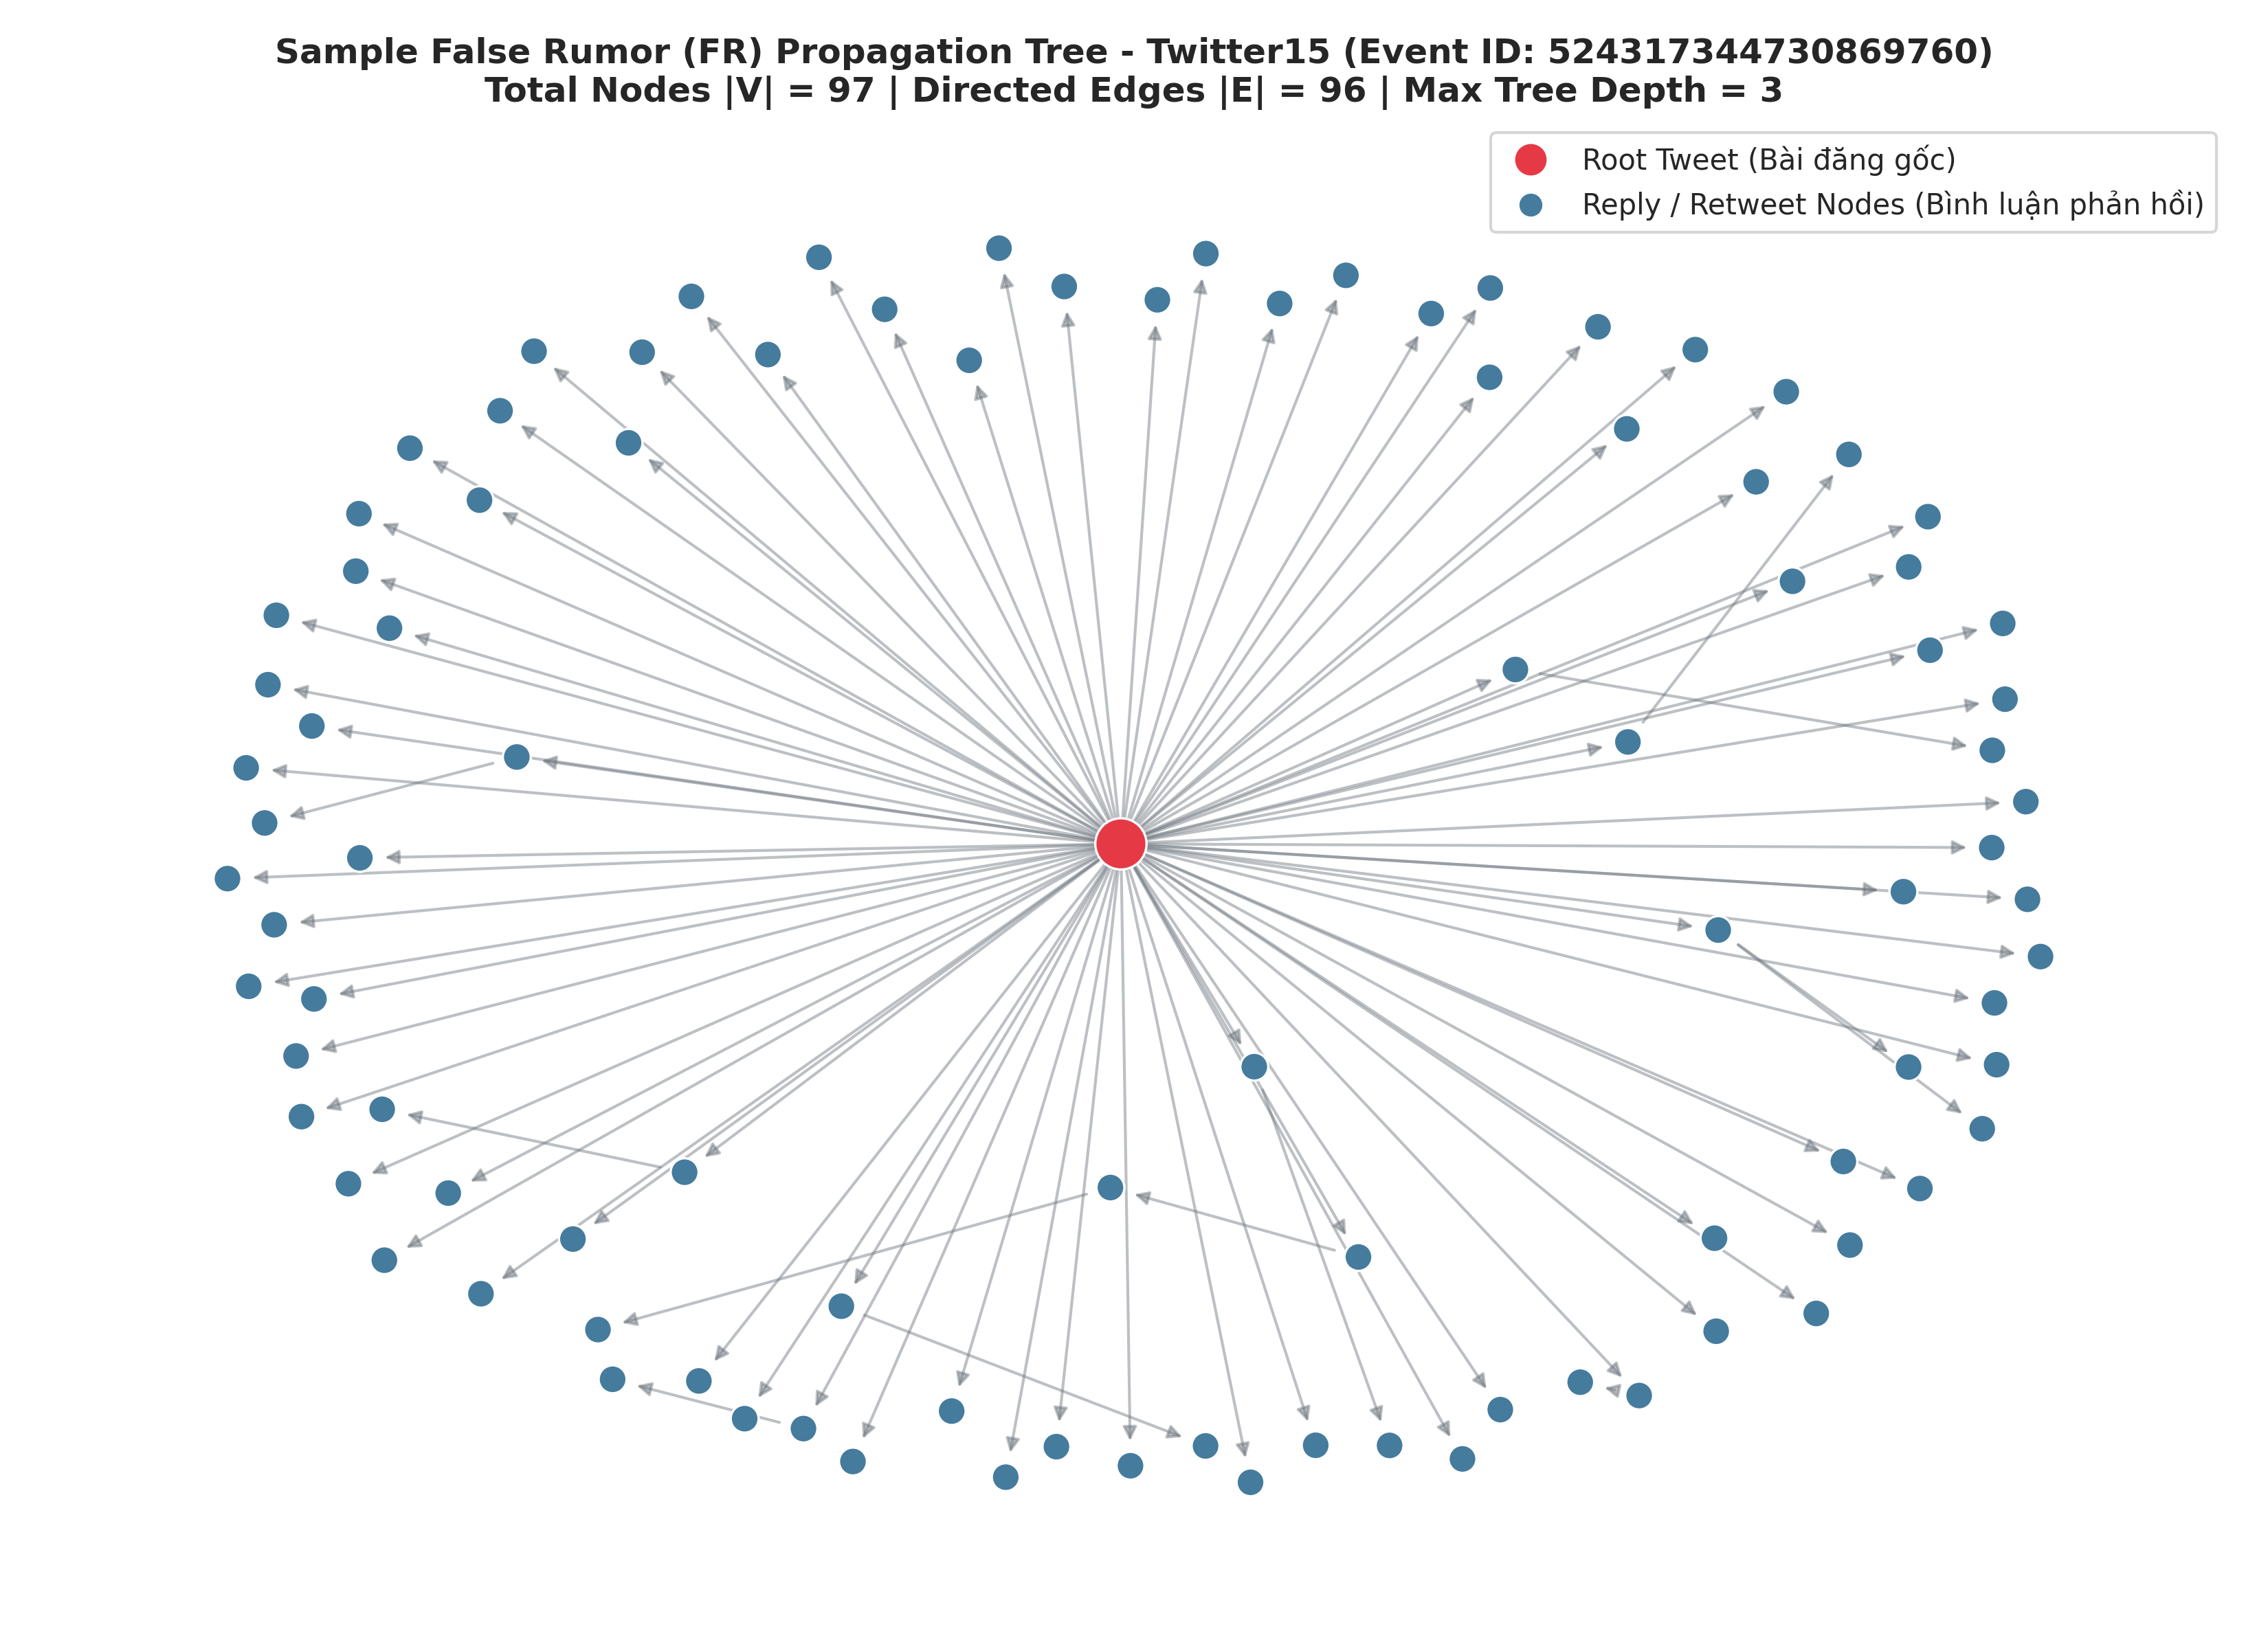 Sample False Rumor (FR) Propagation Tree - Twitter15 (Event ID: 524317344730869760)
Total Nodes |V| = 97 | Directed Edges |E| = 96 | Max Tree Depth = 3
Root Tweet (Bài đăng gốc)
Reply / Retweet Nodes (Bình luận phản hồi)